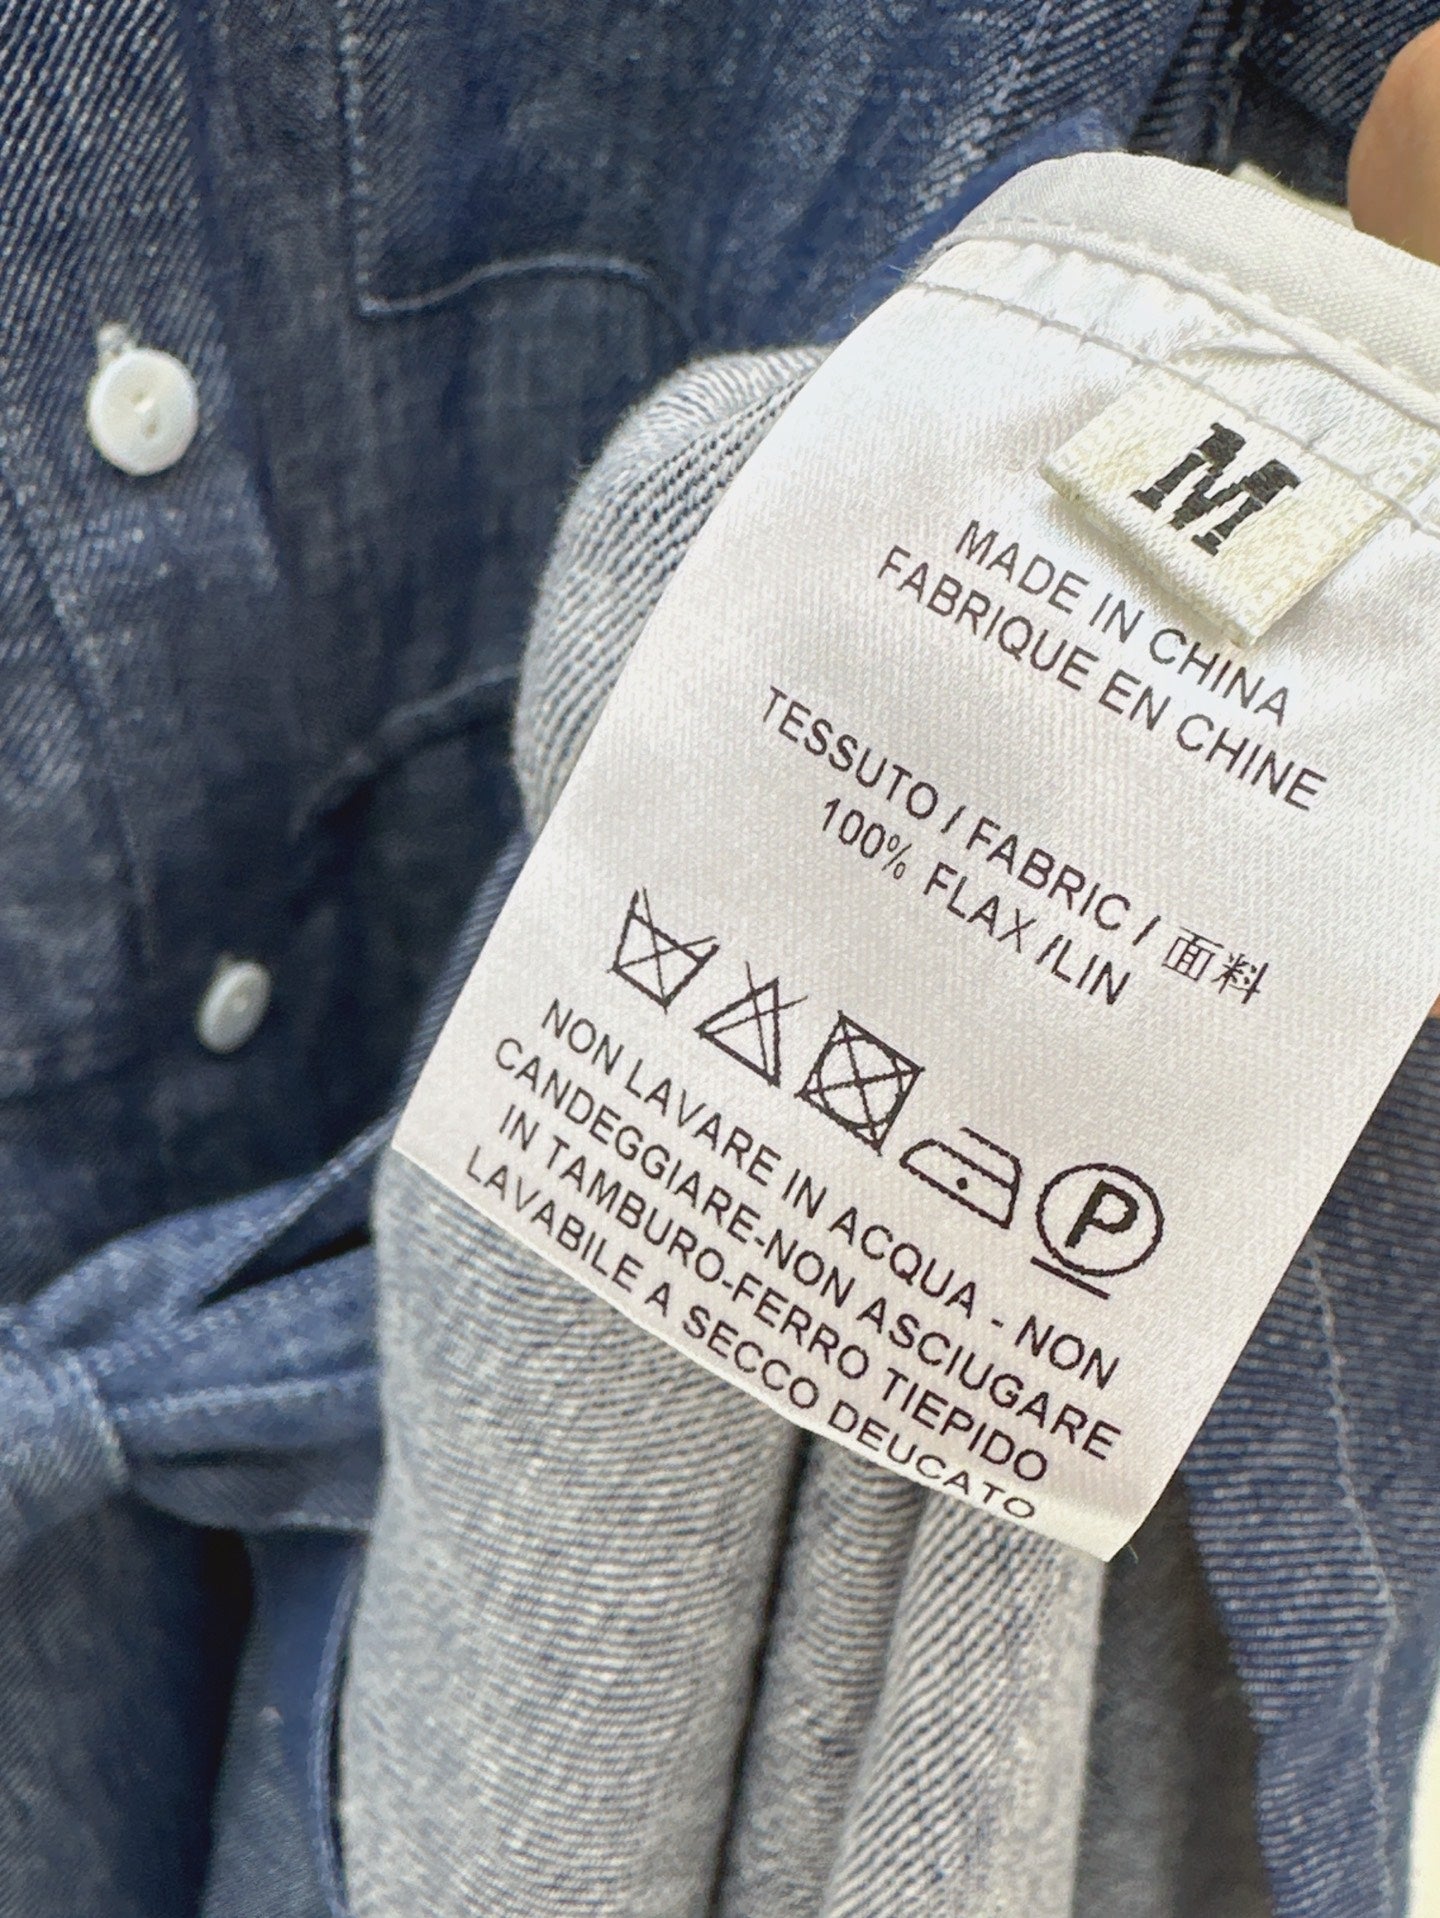 M
MADE IN CHINA
FABRIQUE EN CHINE
TESSUTO / FABRIC / 面料
100% FLAX /LIN
P
NON LAVARE IN ACQUA - NON
CANDEGGIARE-NON ASCIUGARE
IN TAMBURO-FERRO TIEPIDO
LAVABILE A SECCO DEUCATO